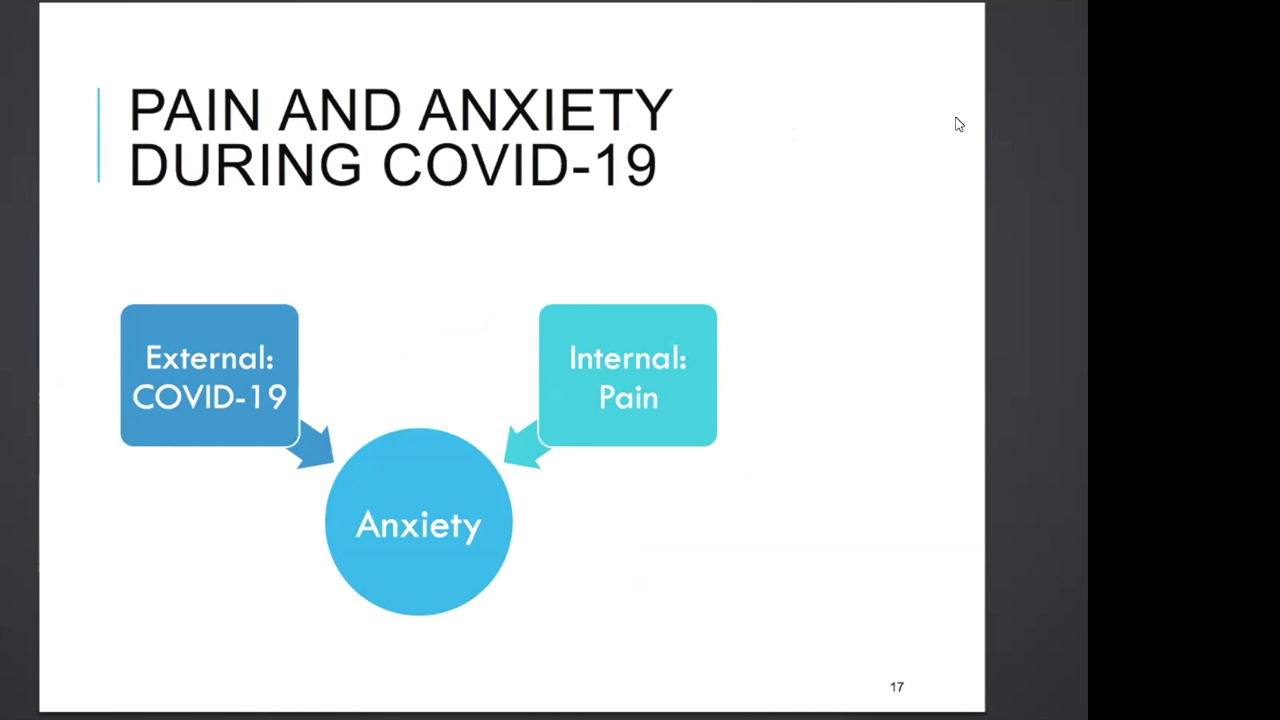 PAIN AND ANXIETY
DURING COVID-19
External:
COVID-19
Internal:
Pain
Anxiety
17